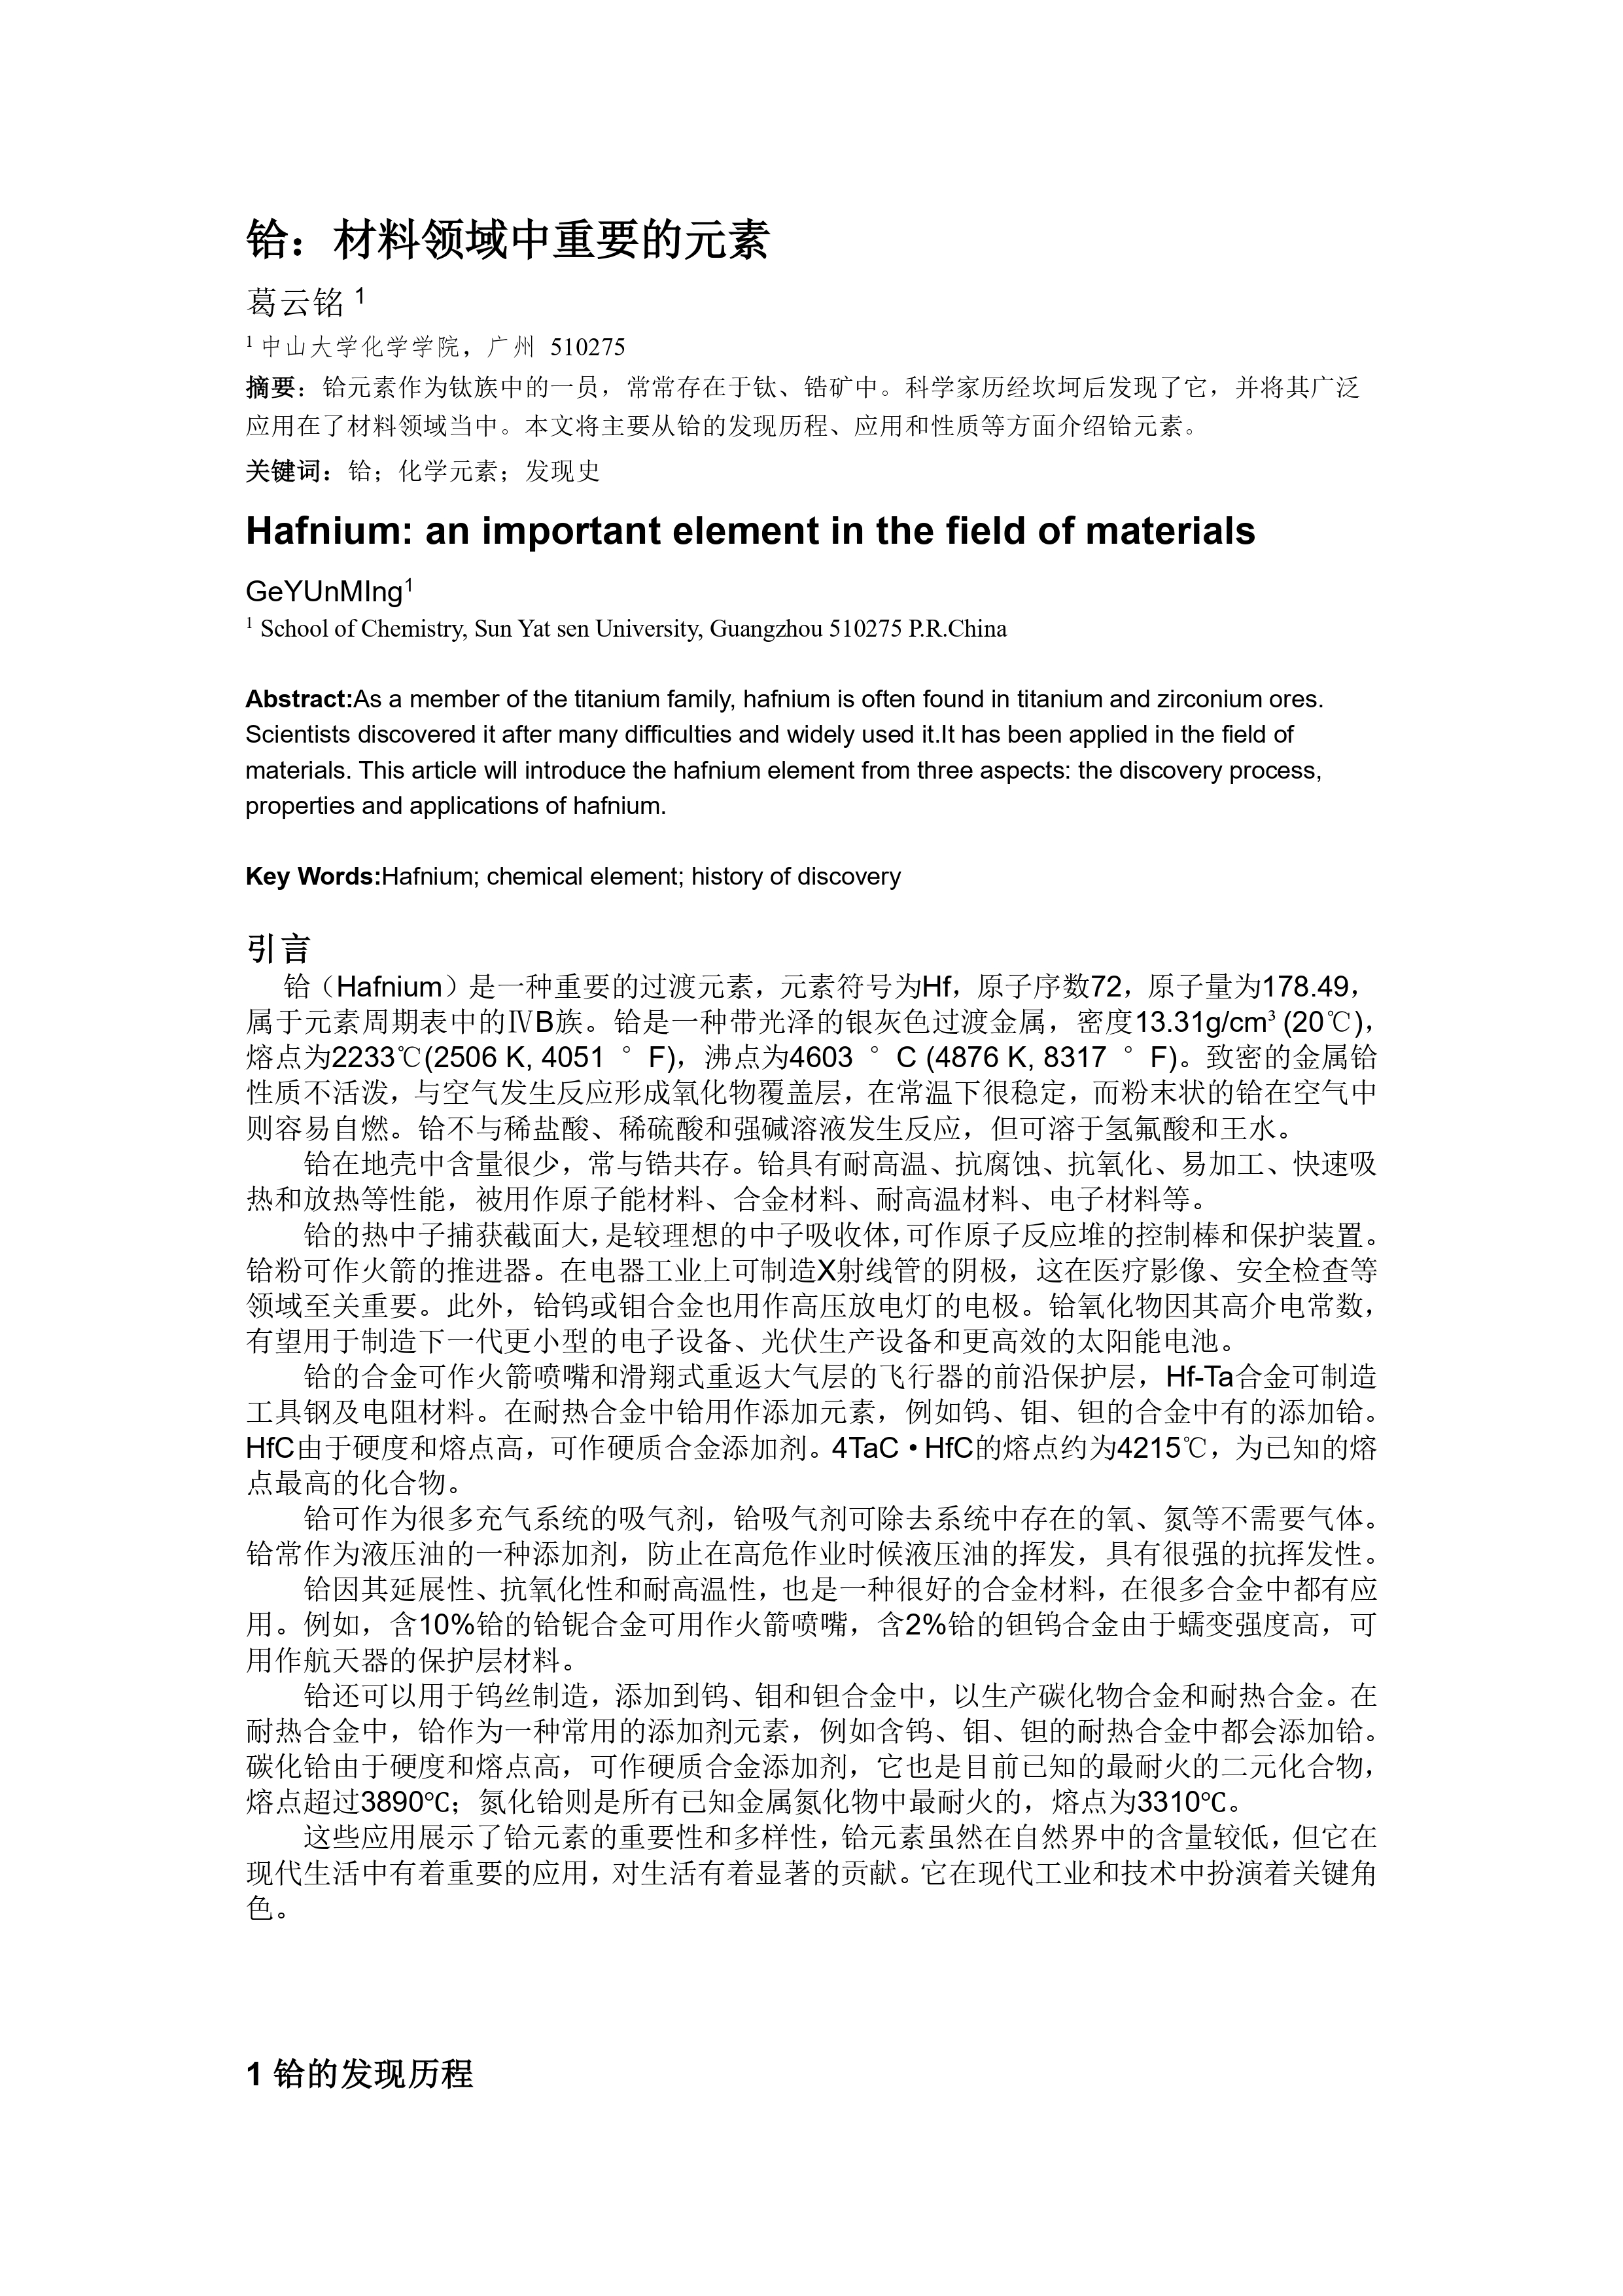 铪：材料领域中重要的元素
葛云铭 1
1 中山大学化学学院，广州 510275
摘要：铪元素作为钛族中的一员，常常存在于钛、锆矿中。科学家历经坎坷后发现了它，并将其广泛
应用在了材料领域当中。本文将主要从铪的发现历程、应用和性质等方面介绍铪元素。
关键词：铪；化学元素；发现史
Hafnium: an important element in the field of materials
GeYUnMIng1
1 School of Chemistry, Sun Yat sen University, Guangzhou 510275 P.R.China
Abstract:As a member of the titanium family, hafnium is often found in titanium and zirconium ores.
Scientists discovered it after many difficulties and widely used it.It has been applied in the field of
materials. This article will introduce the hafnium element from three aspects: the discovery process,
properties and applications of hafnium.
Key Words:Hafnium; chemical element; history of discovery
引言
铪（Hafnium）是一种重要的过渡元素，元素符号为Hf，原子序数72，原子量为178.49，
属于元素周期表中的ⅣB族。铪是一种带光泽的银灰色过渡金属，密度13.31g/cm³ (20℃)，
熔点为2233℃(2506 K, 4051 ° F)，沸点为4603 ° C (4876 K, 8317 ° F)。致密的金属铪
性质不活泼，与空气发生反应形成氧化物覆盖层，在常温下很稳定，而粉末状的铪在空气中
则容易自燃。铪不与稀盐酸、稀硫酸和强碱溶液发生反应，但可溶于氢氟酸和王水。
铪在地壳中含量很少，常与锆共存。铪具有耐高温、抗腐蚀、抗氧化、易加工、快速吸
热和放热等性能，被用作原子能材料、合金材料、耐高温材料、电子材料等。
铪的热中子捕获截面大，是较理想的中子吸收体，可作原子反应堆的控制棒和保护装置。
铪粉可作火箭的推进器。在电器工业上可制造X射线管的阴极，这在医疗影像、安全检查等
领域至关重要。此外，铪钨或钼合金也用作高压放电灯的电极。铪氧化物因其高介电常数，
有望用于制造下一代更小型的电子设备、光伏生产设备和更高效的太阳能电池。
铪的合金可作火箭喷嘴和滑翔式重返大气层的飞行器的前沿保护层，Hf-Ta合金可制造
工具钢及电阻材料。在耐热合金中铪用作添加元素，例如钨、钼、钽的合金中有的添加铪。
HfC由于硬度和熔点高，可作硬质合金添加剂。4TaC·HfC的熔点约为4215℃，为已知的熔
点最高的化合物。
铪可作为很多充气系统的吸气剂，铪吸气剂可除去系统中存在的氧、氮等不需要气体。
铪常作为液压油的一种添加剂，防止在高危作业时候液压油的挥发，具有很强的抗挥发性。
铪因其延展性、抗氧化性和耐高温性，也是一种很好的合金材料，在很多合金中都有应
用。例如，含10%铪的铪铌合金可用作火箭喷嘴，含2%铪的钽钨合金由于蠕变强度高，可
用作航天器的保护层材料。
铪还可以用于钨丝制造，添加到钨、钼和钽合金中，以生产碳化物合金和耐热合金。在
耐热合金中，铪作为一种常用的添加剂元素，例如含钨、钼、钽的耐热合金中都会添加铪。
碳化铪由于硬度和熔点高，可作硬质合金添加剂，它也是目前已知的最耐火的二元化合物，
熔点超过3890℃；氮化铪则是所有已知金属氮化物中最耐火的，熔点为3310℃。
这些应用展示了铪元素的重要性和多样性，铪元素虽然在自然界中的含量较低，但它在
现代生活中有着重要的应用，对生活有着显著的贡献。它在现代工业和技术中扮演着关键角
色。
1 铪的发现历程